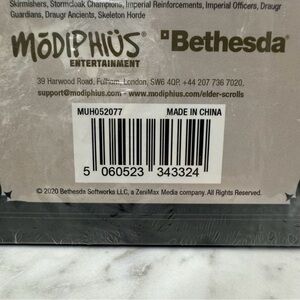 Skirmishers, Stormcloak Champions, Imperial Reinforcements, Imperial Officers, Draugr
Guardians, Draugr Ancients, Skeleton Horde
MŌDIPHIÜS
ENTERTAINMENT
Bethesda®
39 Harwood Road, Fulham, London, SW6 4QP. +44 207 736 7020.
support@modiphius.com modiphius.com/elder-scrolls
MUH052077 MADE IN CHINA
5 060523 343324
© 2020 Bethesda Softworks LLC, a ZeniMax Media company. All Rights Reserved.